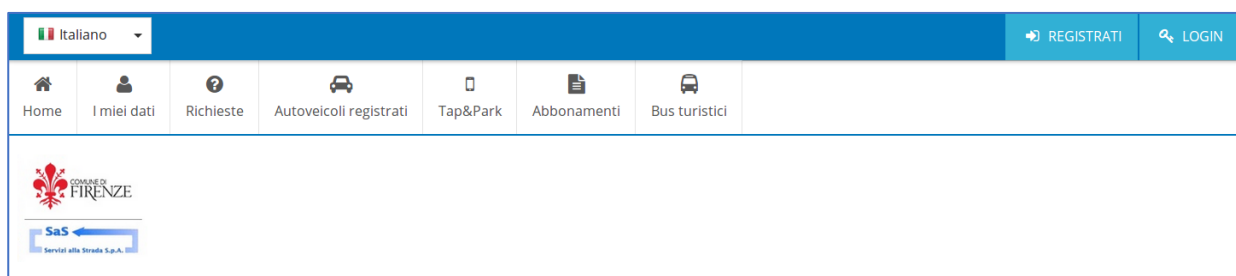 Italiano
REGISTRATI
LOGIN
Home
I miei dati
Richieste
Autoveicoli registrati
Tap&Park
Abbonamenti
Bus turistici
COMUNE DI
FIRENZE
SaS
Servizi alla Strada S.p.A.